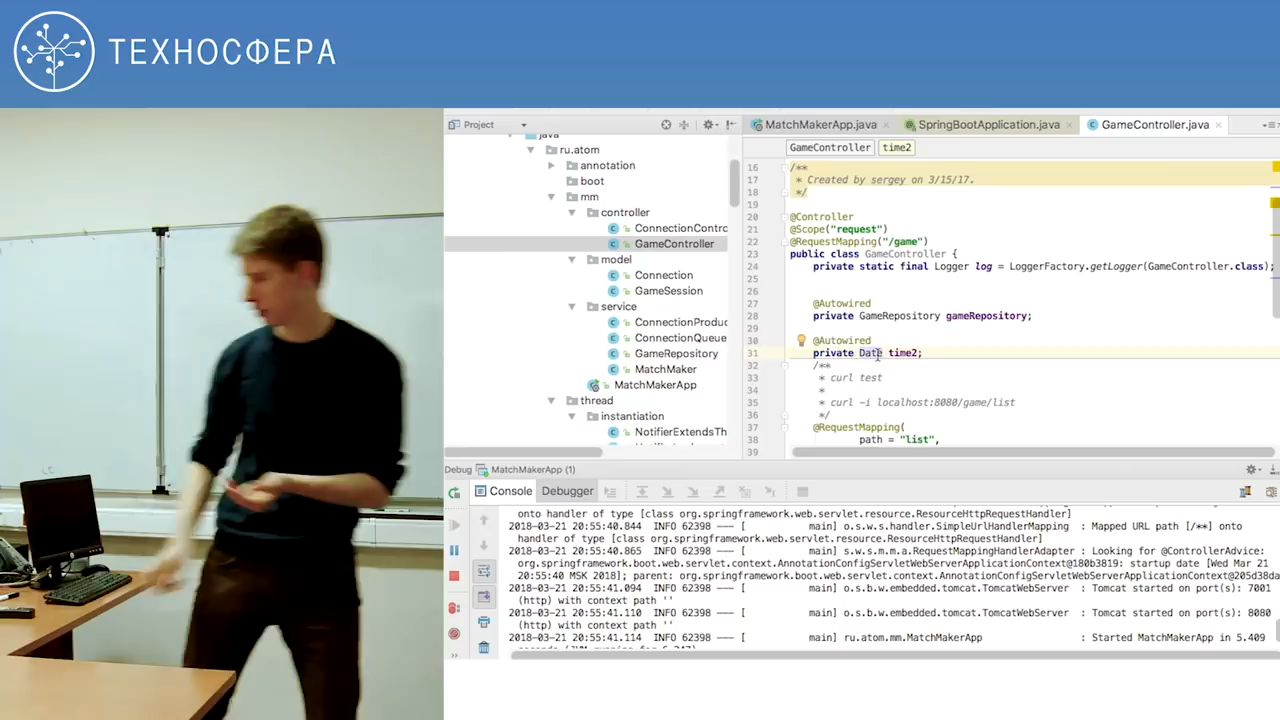 ТЕХНОСФЕРА
Project
MatchMakerApp.java
SpringBootApplication.java
GameController.java
GameController
time2
java
ru.atom
annotation
boot
mm
controller
ConnectionContro
GameController
model
Connection
GameSession
service
ConnectionProduc
ConnectionQueue
GameRepository
MatchMaker
MatchMakerApp
thread
instantiation
NotifierExtendsTh
16 /**
17 * Created by sergey on 3/15/17.
18 */
19
20 @Controller
21 @Scope("request")
22 @RequestMapping("/game")
23 public class GameController {
24 private static final Logger log = LoggerFactory.getLogger(GameController.class);
25
26
27 @Autowired
28 private GameRepository gameRepository;
29
30 @Autowired
31 private Date time2;
32 /**
33 * curl test
34 *
35 * curl -i localhost:8080/game/list
36 */
37 @RequestMapping(
38 path = "list",
39
Debug MatchMakerApp (1)
Console Debugger
onto handler of type [class org.springframework.web.servlet.resource.ResourceHttpRequestHandler]
2018-03-21 20:55:40.844 INFO 62398 --- [ main] o.s.w.s.handler.SimpleUrlHandlerMapping : Mapped URL path [/**] onto
handler of type [class org.springframework.web.servlet.resource.ResourceHttpRequestHandler]
2018-03-21 20:55:40.865 INFO 62398 --- [ main] s.w.s.m.m.a.RequestMappingHandlerAdapter : Looking for @ControllerAdvice:
org.springframework.boot.web.servlet.context.AnnotationConfigServletWebServerApplicationContext@180b3819: startup date [Wed Mar 21
20:55:40 MSK 2018]; parent: org.springframework.boot.web.servlet.context.AnnotationConfigServletWebServerApplicationContext@205d38da
2018-03-21 20:55:41.094 INFO 62398 --- [ main] o.s.b.w.embedded.tomcat.TomcatWebServer : Tomcat started on port(s): 7001
(http) with context path ''
2018-03-21 20:55:41.110 INFO 62398 --- [ main] o.s.b.w.embedded.tomcat.TomcatWebServer : Tomcat started on port(s): 8080
(http) with context path ''
2018-03-21 20:55:41.114 INFO 62398 --- [ main] ru.atom.mm.MatchMakerApp : Started MatchMakerApp in 5.409